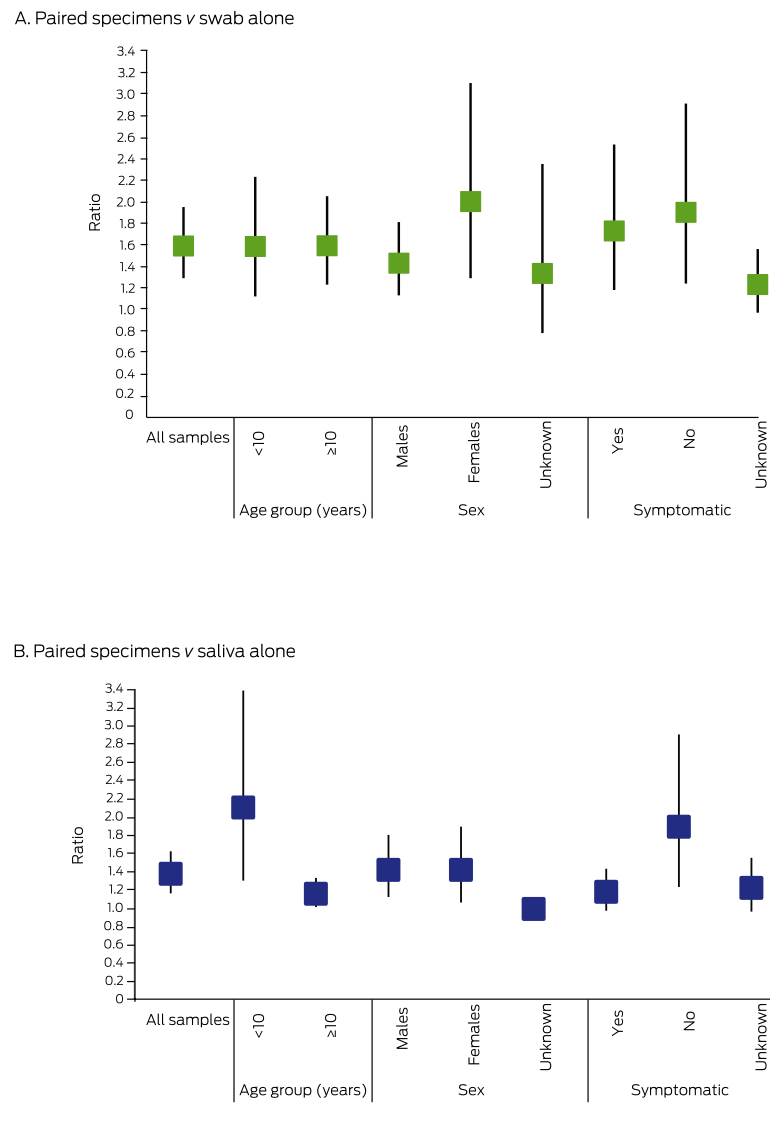 A. Paired specimens v swab alone
3.4
3.2
3.0
2.8
2.6
2.4
2.2
2.0
1.8
1.6
1.4
1.2
1.0
0.8
0.6
0.4
0.2
0
Ratio
All samples
<10
≥10
Males
Females
Unknown
Yes
No
Unknown
Age group (years)
Sex
Symptomatic
B. Paired specimens v saliva alone
3.4
3.2
3.0
2.8
2.6
2.4
2.2
2.0
1.8
1.6
1.4
1.2
1.0
0.8
0.6
0.4
0.2
0
Ratio
All samples
<10
≥10
Males
Females
Unknown
Yes
No
Unknown
Age group (years)
Sex
Symptomatic